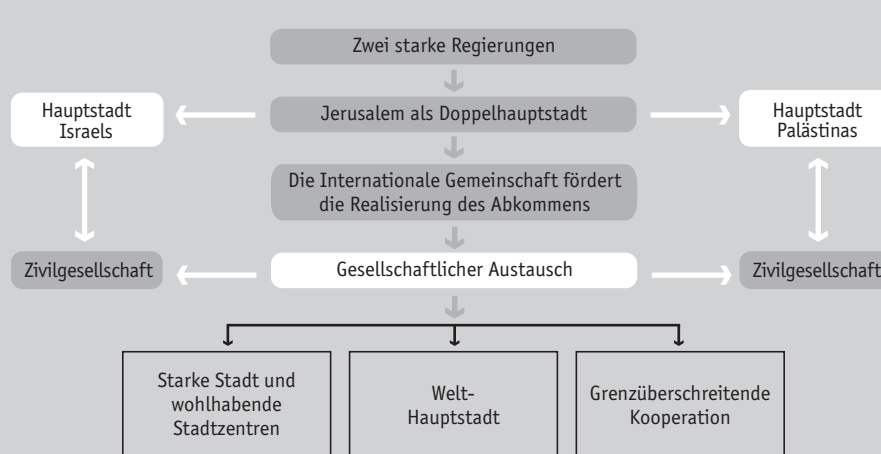 Zwei starke Regierungen
Hauptstadt
Israels
Jerusalem als Doppelhauptstadt
Hauptstadt
Palästinas
Die Internationale Gemeinschaft fördert
die Realisierung des Abkommens
Zivilgesellschaft
Gesellschaftlicher Austausch
Zivilgesellschaft
Starke Stadt und
wohlhabende
Stadtzentren
Welt-
Hauptstadt
Grenzüberschreitende
Kooperation